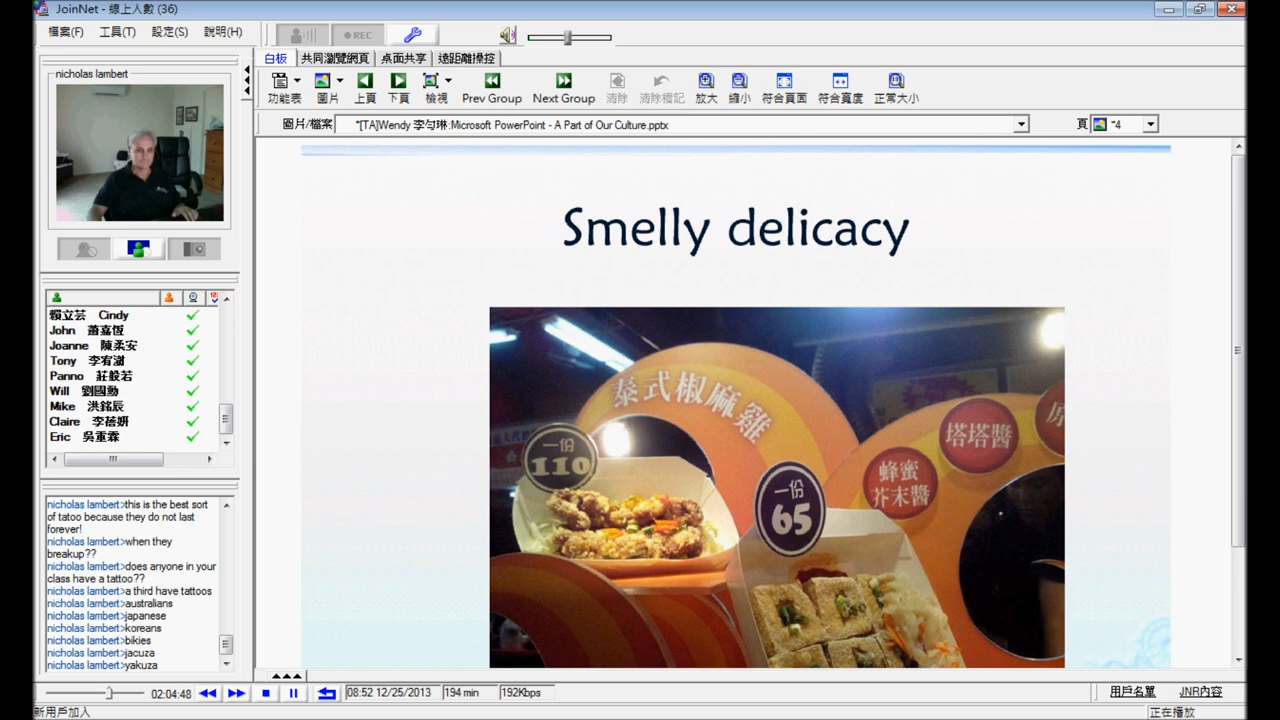 JoinNet - 線上人數 (36)
檔案(F) 工具(T) 設定(S) 說明(H)
REC
nicholas lambert
白板 共同瀏覽網頁 桌面共享 遠距離操控
功能表 圖片 上頁 下頁 檢視 Prev Group Next Group 清除 清除標記 放大 縮小 符合頁面 符合寬度 正常大小
圖片/檔案 *[TA]Wendy 李勻琳:Microsoft PowerPoint - A Part of Our Culture.pptx 頁 *4
Smelly delicacy
泰式椒麻雞
一份
110
一份
65
蜂蜜
芥末醬
塔塔醬
賴立芸 Cindy
John 蕭嘉恆
Joanne 陳柔安
Tony 李宥澍
Panno 莊般若
Will 劉國勳
Mike 洪銘辰
Claire 李蓓妍
Eric 吳重霖
nicholas lambert>this is the best sort
of tatoo because they do not last
forever!
nicholas lambert>when they
breakup??
nicholas lambert>does anyone in your
class have a tattoo??
nicholas lambert>a third have tattoos
nicholas lambert>australians
nicholas lambert>japanese
nicholas lambert>koreans
nicholas lambert>bikies
nicholas lambert>jacuza
nicholas lambert>yakuza
02:04:48 08:52 12/25/2013 194 min 192Kbps 用戶名單 JNR內容
新用戶加入 正在播放